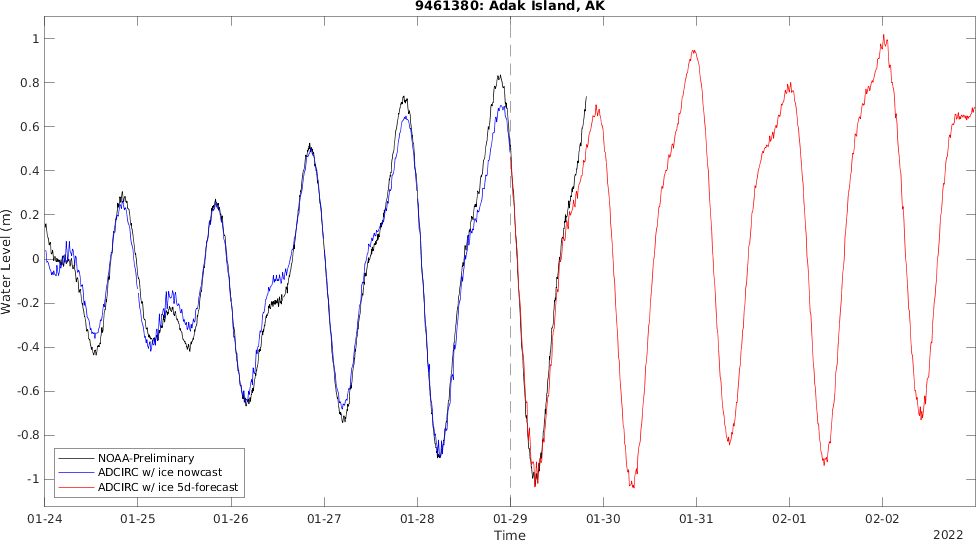 9461380: Adak Island, AK
1
0.8
0.6
0.4
0.2
0
-0.2
-0.4
-0.6
-0.8
-1
Water Level (m)
NOAA-Preliminary
ADCIRC w/ ice nowcast
ADCIRC w/ ice 5d-forecast
01-24 01-25 01-26 01-27 01-28 01-29 01-30 01-31 02-01 02-02
Time
2022